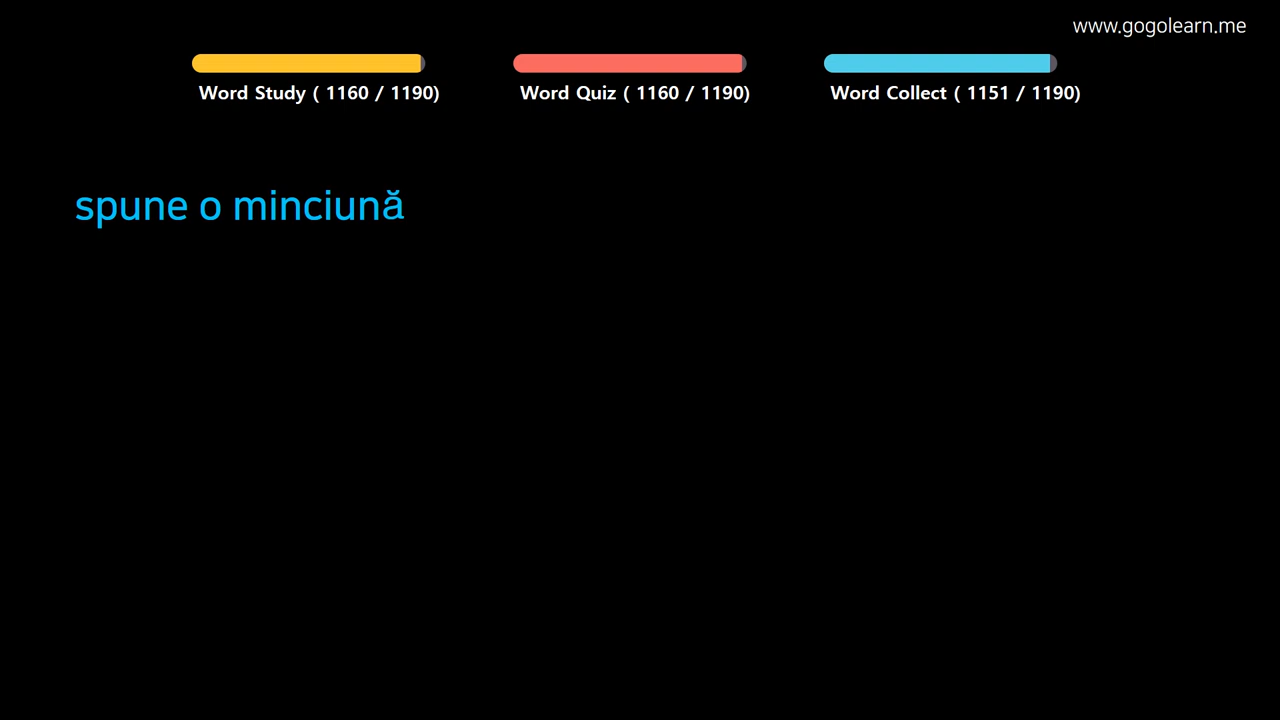 www.gogolearn.me
Word Study ( 1160 / 1190)
Word Quiz ( 1160 / 1190)
Word Collect ( 1151 / 1190)
spune o minciună